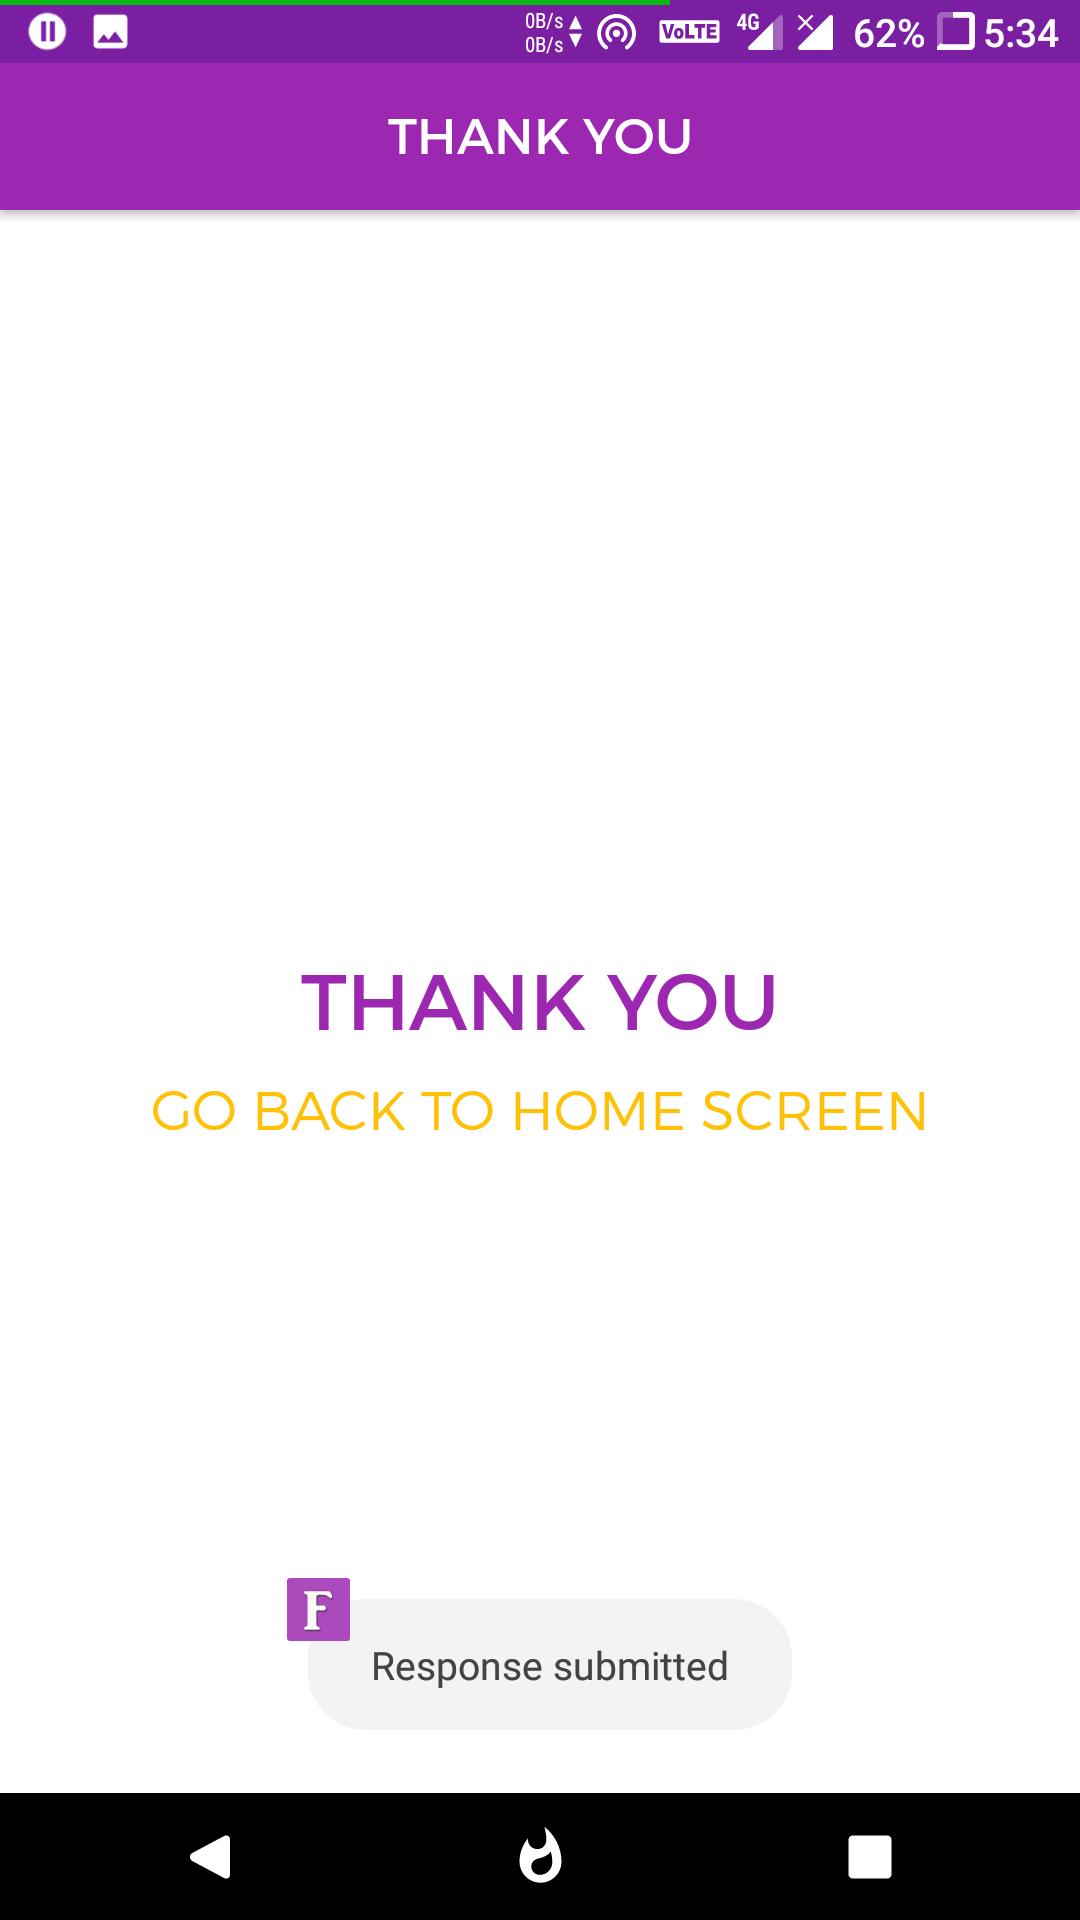 0B/s
0B/s
VoLTE
4G
62%
5:34
THANK YOU
THANK YOU
GO BACK TO HOME SCREEN
F
Response submitted